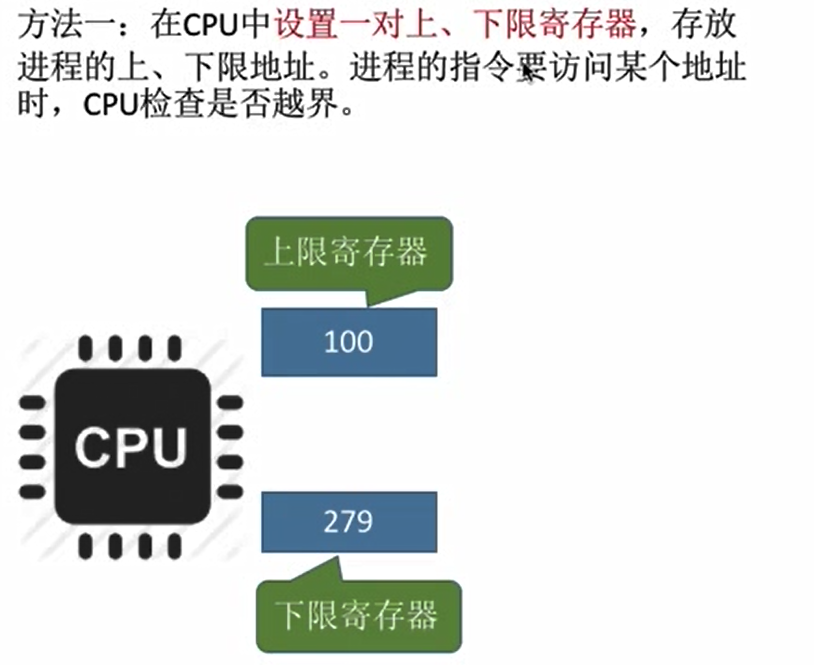 方法一：在CPU中设置一对上、下限寄存器，存放
进程的上、下限地址。进程的指令要访问某个地址
时，CPU检查是否越界。
上限寄存器
100
CPU
279
下限寄存器